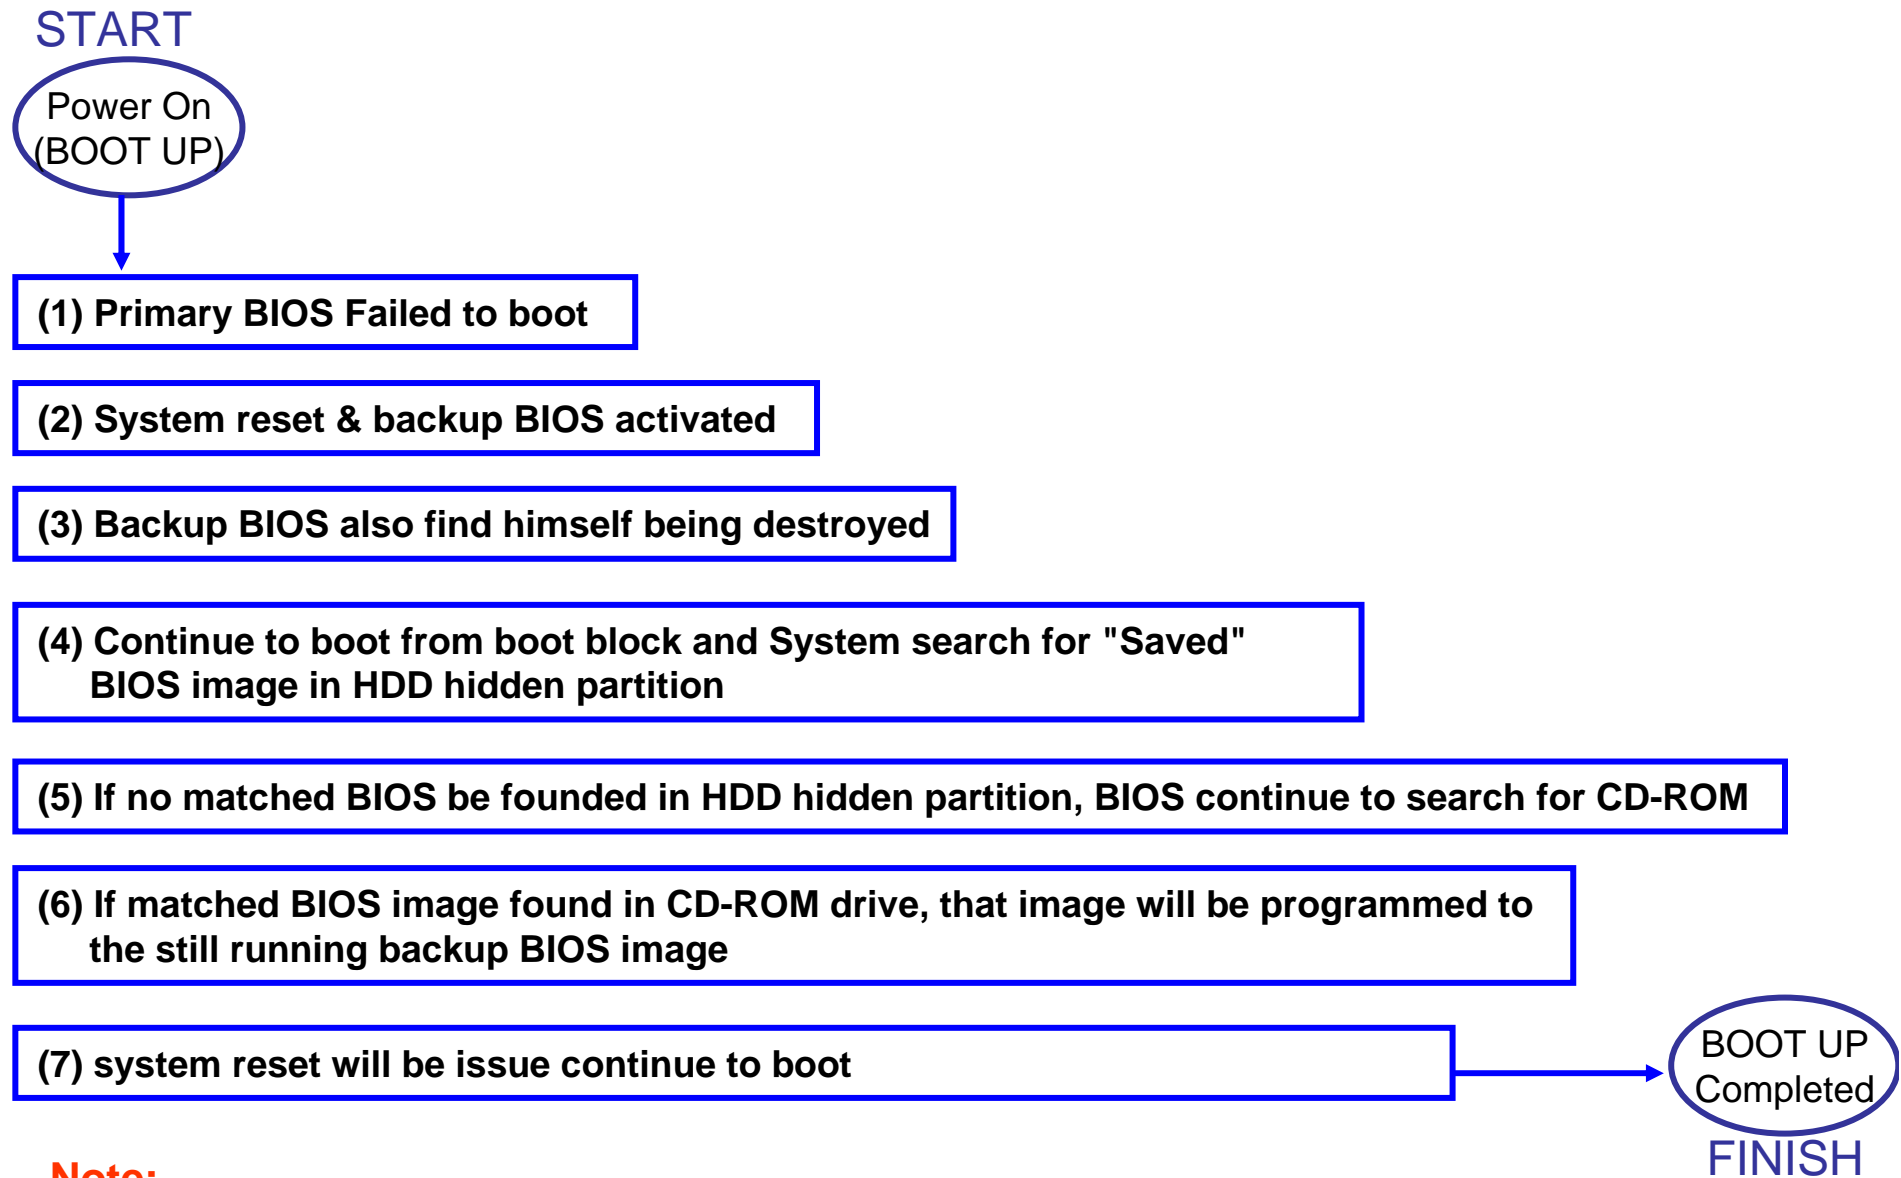 START
Power On
(BOOT UP)
(1) Primary BIOS Failed to boot
(2) System reset & backup BIOS activated
(3) Backup BIOS also find himself being destroyed
(4) Continue to boot from boot block and System search for "Saved"
BIOS image in HDD hidden partition
(5) If no matched BIOS be founded in HDD hidden partition, BIOS continue to search for CD-ROM
(6) If matched BIOS image found in CD-ROM drive, that image will be programmed to
the still running backup BIOS image
(7) system reset will be issue continue to boot
BOOT UP
Completed
FINISH
Note: